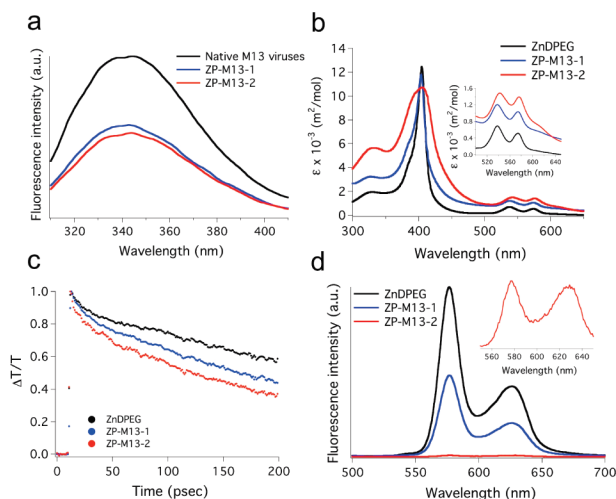 a
Native M13 viruses
ZP-M13-1
ZP-M13-2
Fluorescence intensity (a.u.)
320 340 360 380 400
Wavelength (nm)
b
ZnDPEG
ZP-M13-1
ZP-M13-2
ε x 10⁻³ (m²/mol)
14
12
10
8
6
4
2
0
300 400 500 600
Wavelength (nm)
ε x 10⁻³ (m²/mol)
1.6
1.2
0.8
0.4
0.0
520 560 600 640
Wavelength (nm)
c
ΔT/T
1.0
0.8
0.6
0.4
0.2
0.0
ZnDPEG
ZP-M13-1
ZP-M13-2
0 50 100 150 200
Time (psec)
d
ZnDPEG
ZP-M13-1
ZP-M13-2
Fluorescence intensity (a.u.)
560 580 600 620 640
Wavelength (nm)
500 550 600 650 700
Wavelength (nm)